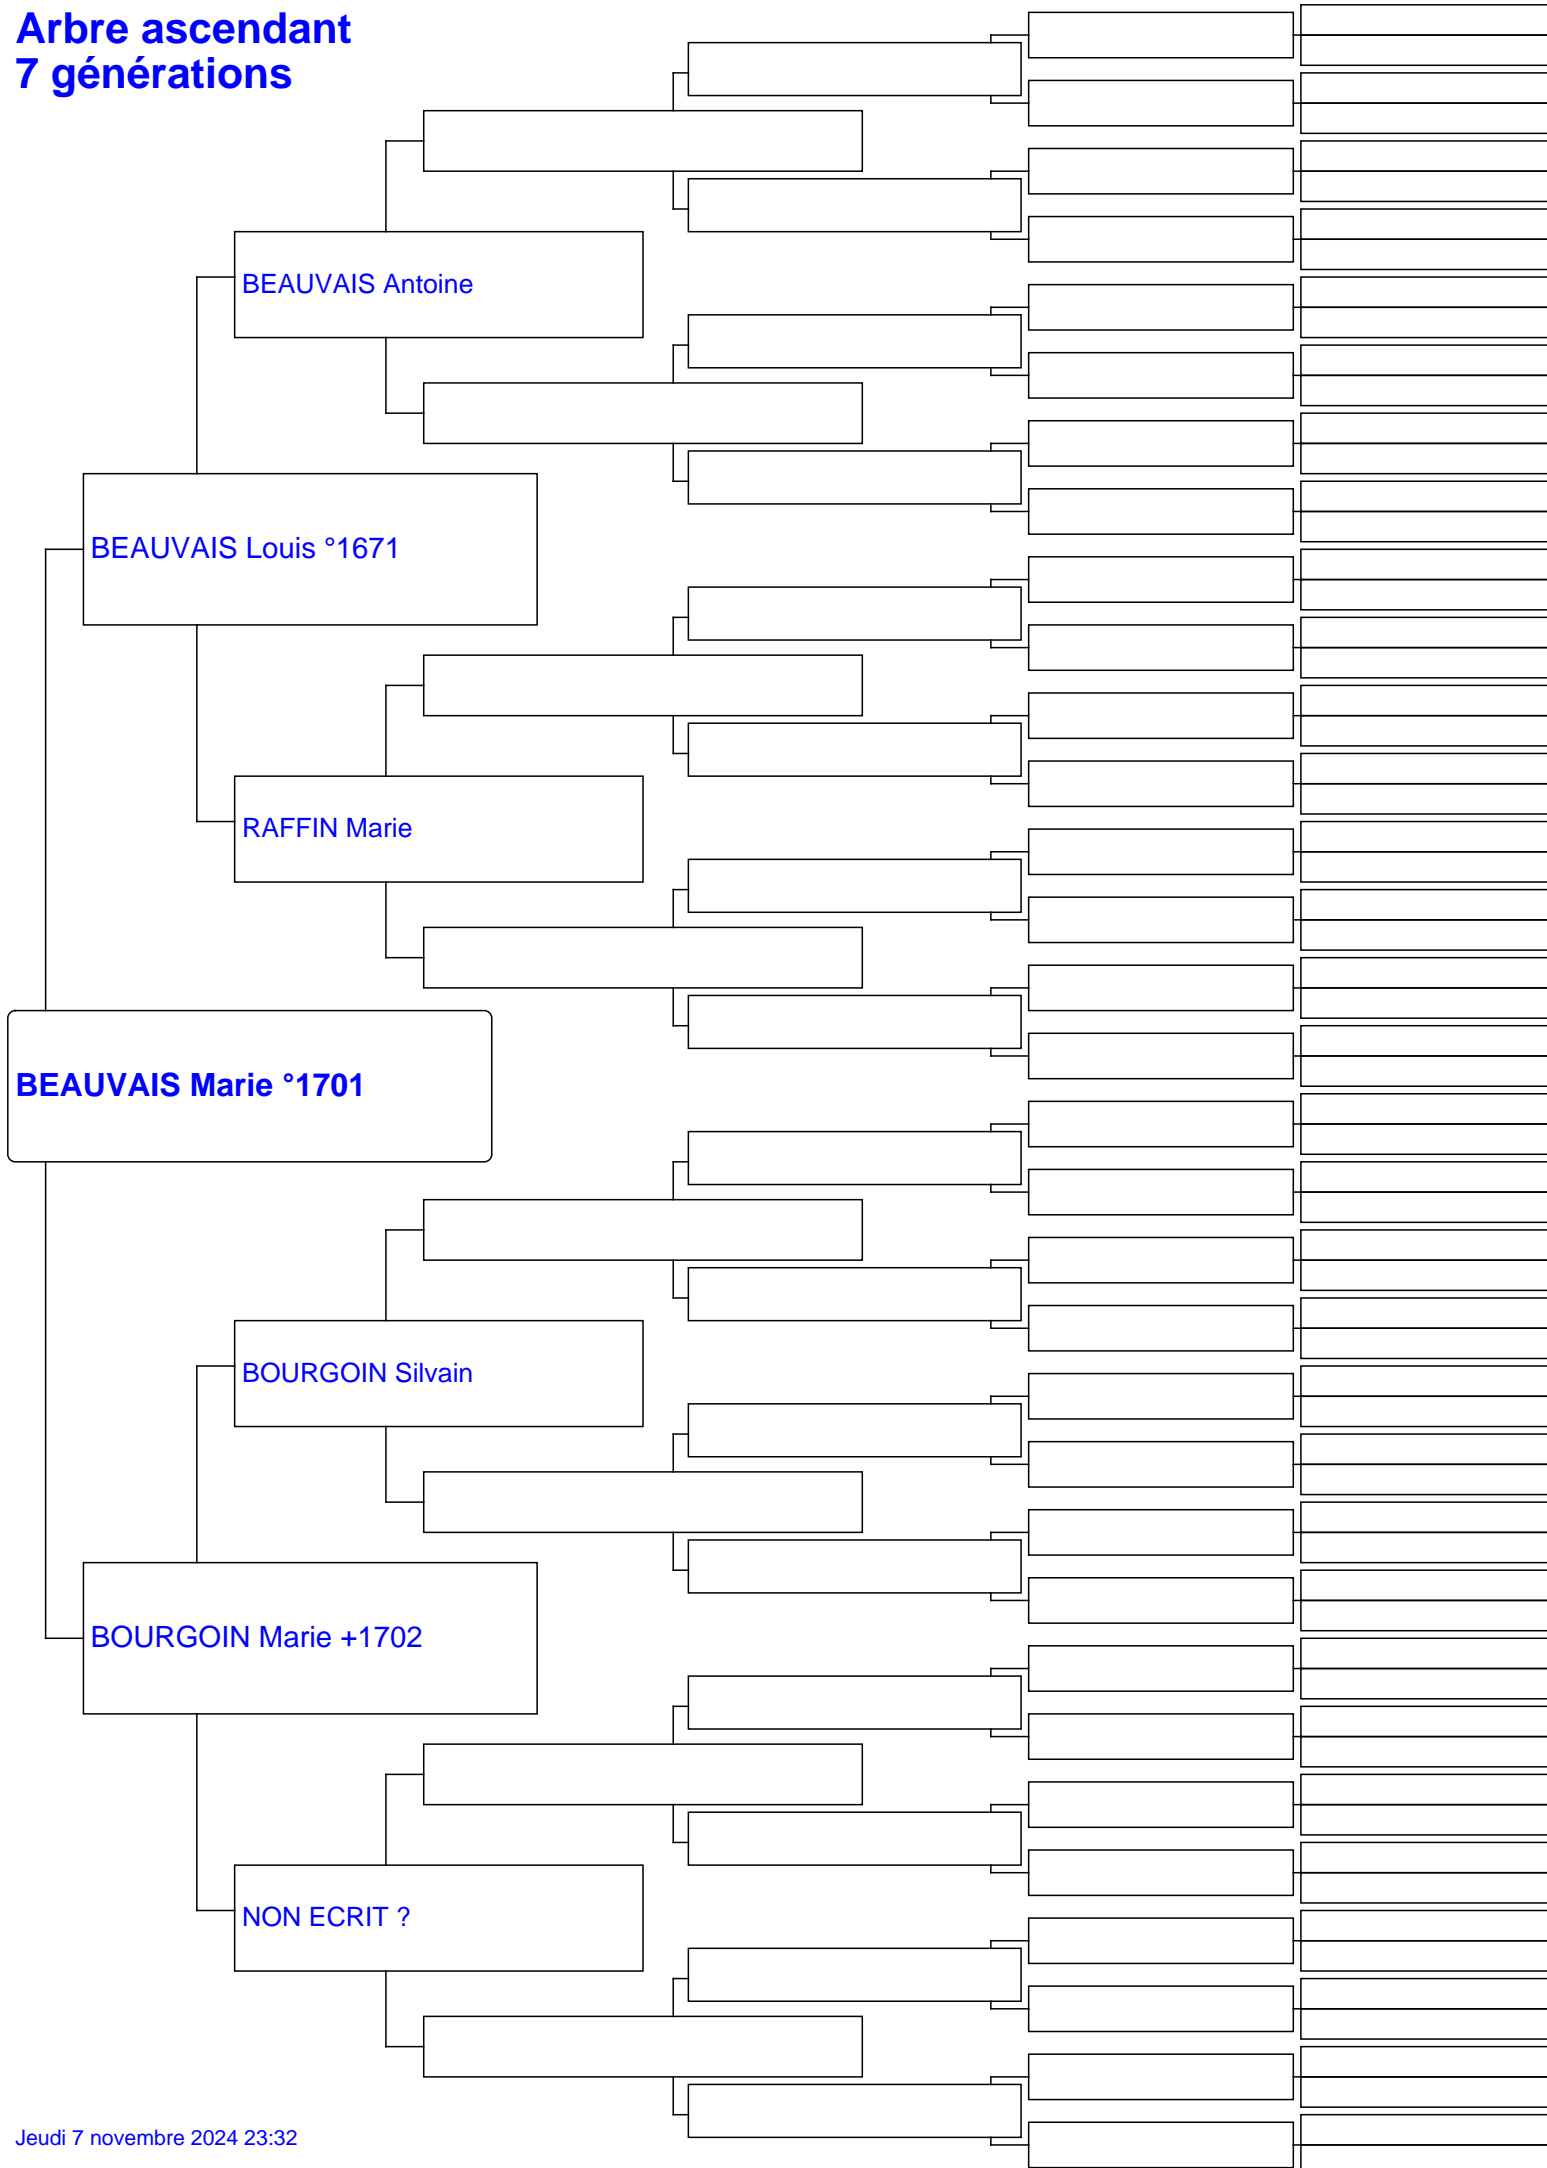 Arbre ascendant
7 générations
BEAUVAIS Antoine
BEAUVAIS Louis °1671
RAFFIN Marie
BEAUVAIS Marie °1701
BOURGOIN Silvain
BOURGOIN Marie +1702
NON ECRIT ?
Jeudi 7 novembre 2024 23:32